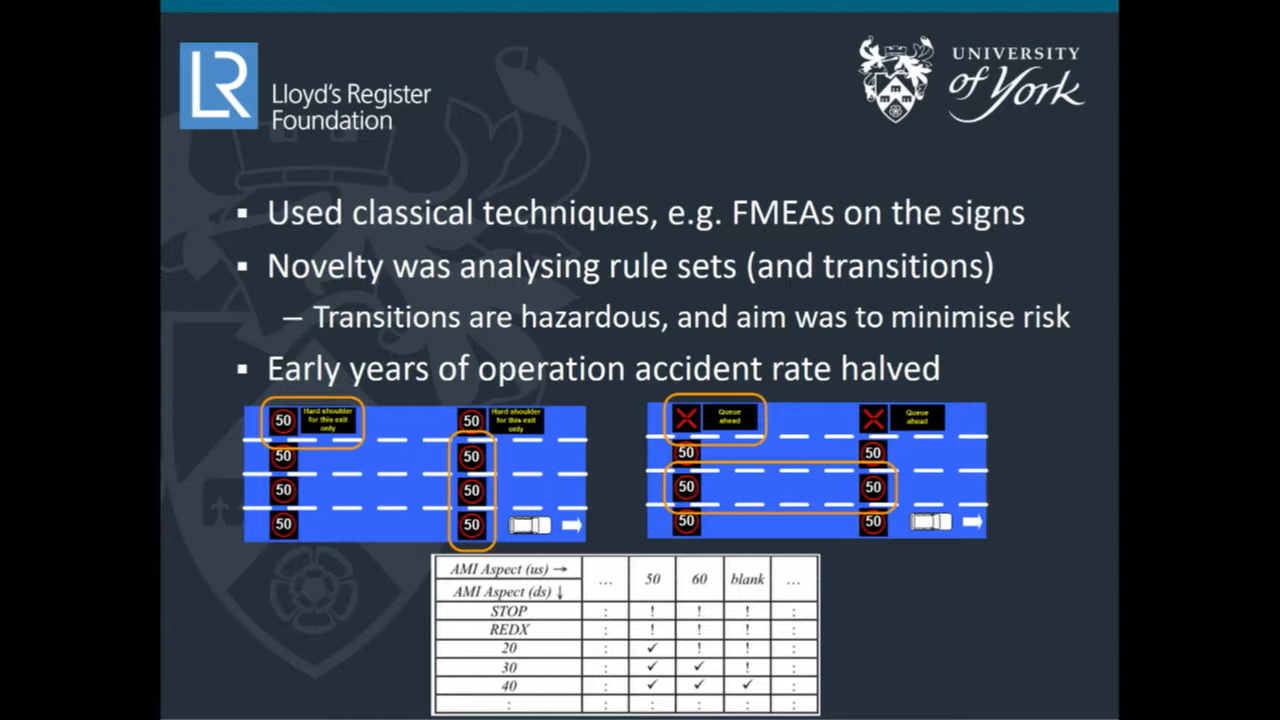 Lloyd's Register
Foundation
UNIVERSITY
of York
▪ Used classical techniques, e.g. FMEAs on the signs
▪ Novelty was analysing rule sets (and transitions)
– Transitions are hazardous, and aim was to minimise risk
▪ Early years of operation accident rate halved
50 Hard shoulder
for this exit
only
50 Hard shoulder
for this exit
only
50 50
50 50
50 50
Queue
ahead
Queue
ahead
50 50
50 50
50 50
AMI Aspect (us) → ... 50 60 blank ...
AMI Aspect (ds) ↓
STOP : ! ! ! :
REDX : ! ! ! :
20 : ✓ ! ! :
30 : ✓ ✓ ! :
40 : ✓ ✓ ✓ :
: : : : : :